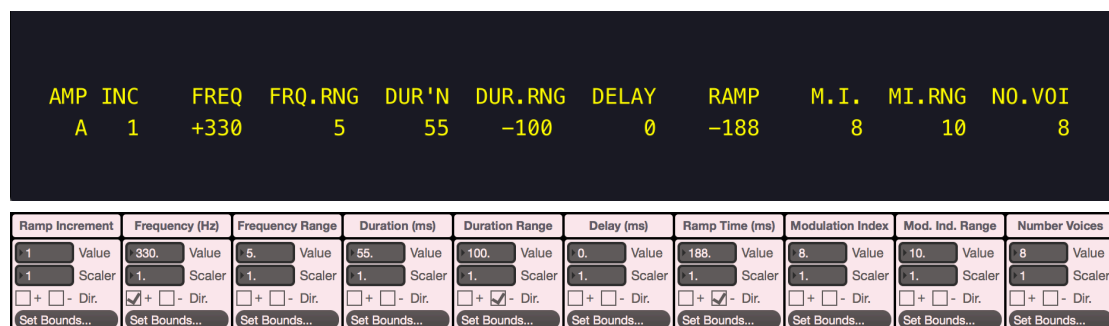 AMP INC FREQ FRQ.RNG DUR'N DUR.RNG DELAY RAMP M.I. MI.RNG NO.VOI
A 1 +330 5 55 −100 0 −188 8 10 8
Ramp Increment Frequency (Hz) Frequency Range Duration (ms) Duration Range Delay (ms) Ramp Time (ms) Modulation Index Mod. Ind. Range Number Voices
1 Value 330. Value 5. Value 55. Value 100. Value 0. Value 188. Value 8. Value 10. Value 8 Value
1 Scaler 1. Scaler 1. Scaler 1. Scaler 1. Scaler 1. Scaler 1. Scaler 1. Scaler 1. Scaler 1 Scaler
+ - Dir. + - Dir. + - Dir. + - Dir. + - Dir. + - Dir. + - Dir. + - Dir. + - Dir. + - Dir.
Set Bounds... Set Bounds... Set Bounds... Set Bounds... Set Bounds... Set Bounds... Set Bounds... Set Bounds... Set Bounds... Set Bounds...